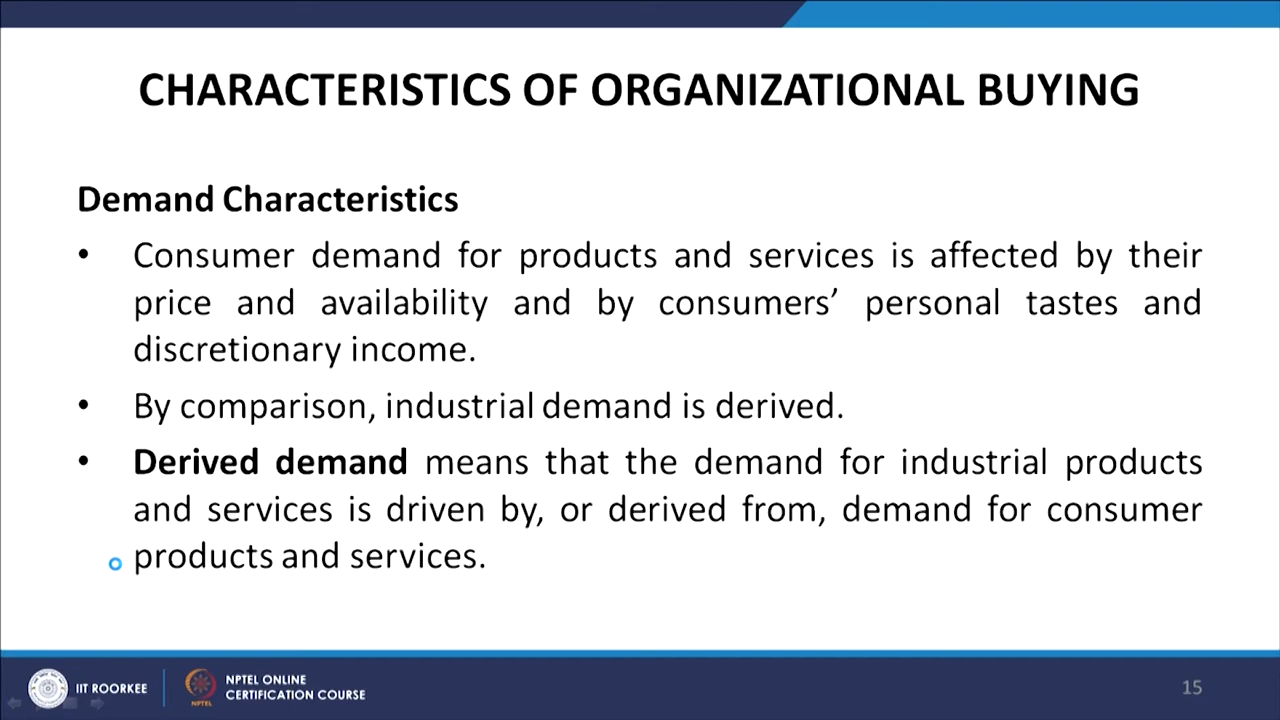 CHARACTERISTICS OF ORGANIZATIONAL BUYING
Demand Characteristics
• Consumer demand for products and services is affected by their
price and availability and by consumers’ personal tastes and
discretionary income.
• By comparison, industrial demand is derived.
• Derived demand means that the demand for industrial products
and services is driven by, or derived from, demand for consumer
products and services.
IIT ROORKEE
NPTEL
NPTEL ONLINE
CERTIFICATION COURSE
15